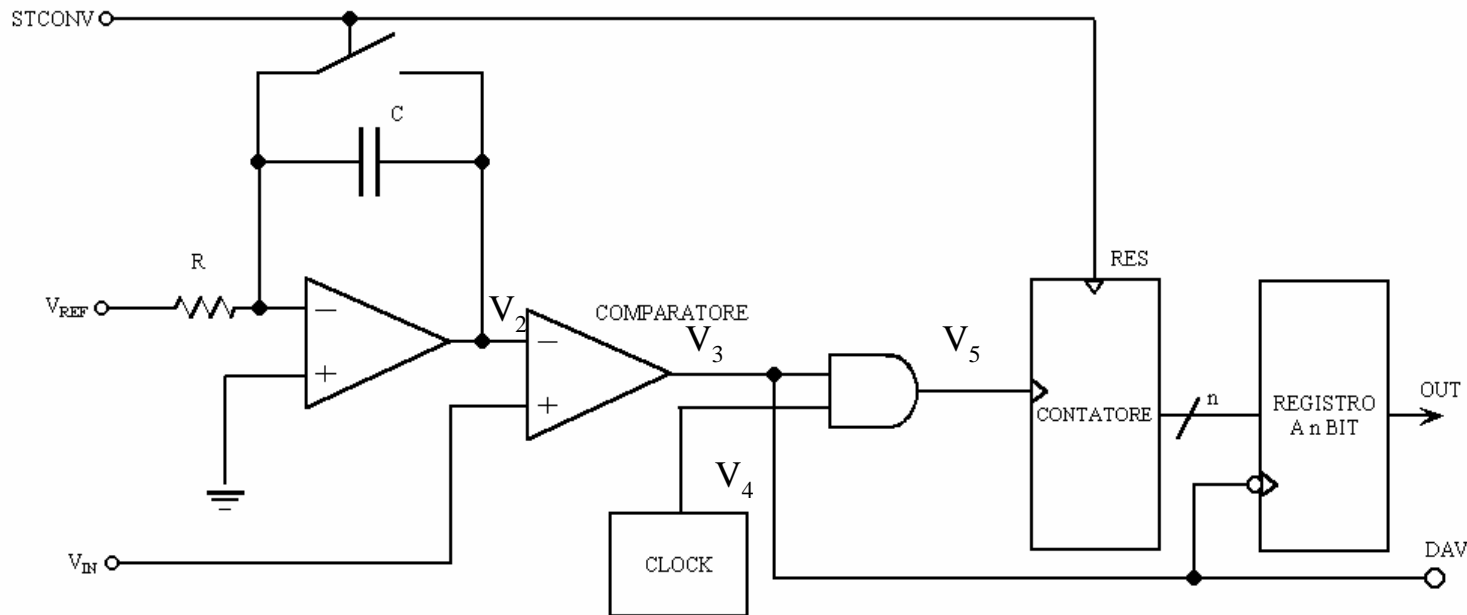 STCONV
C
R
RES
V_REF
V_2
COMPARATORE
V_3
V_5
OUT
n
CONTATORE
REGISTRO
A n BIT
V_4
V_IN
CLOCK
DAV